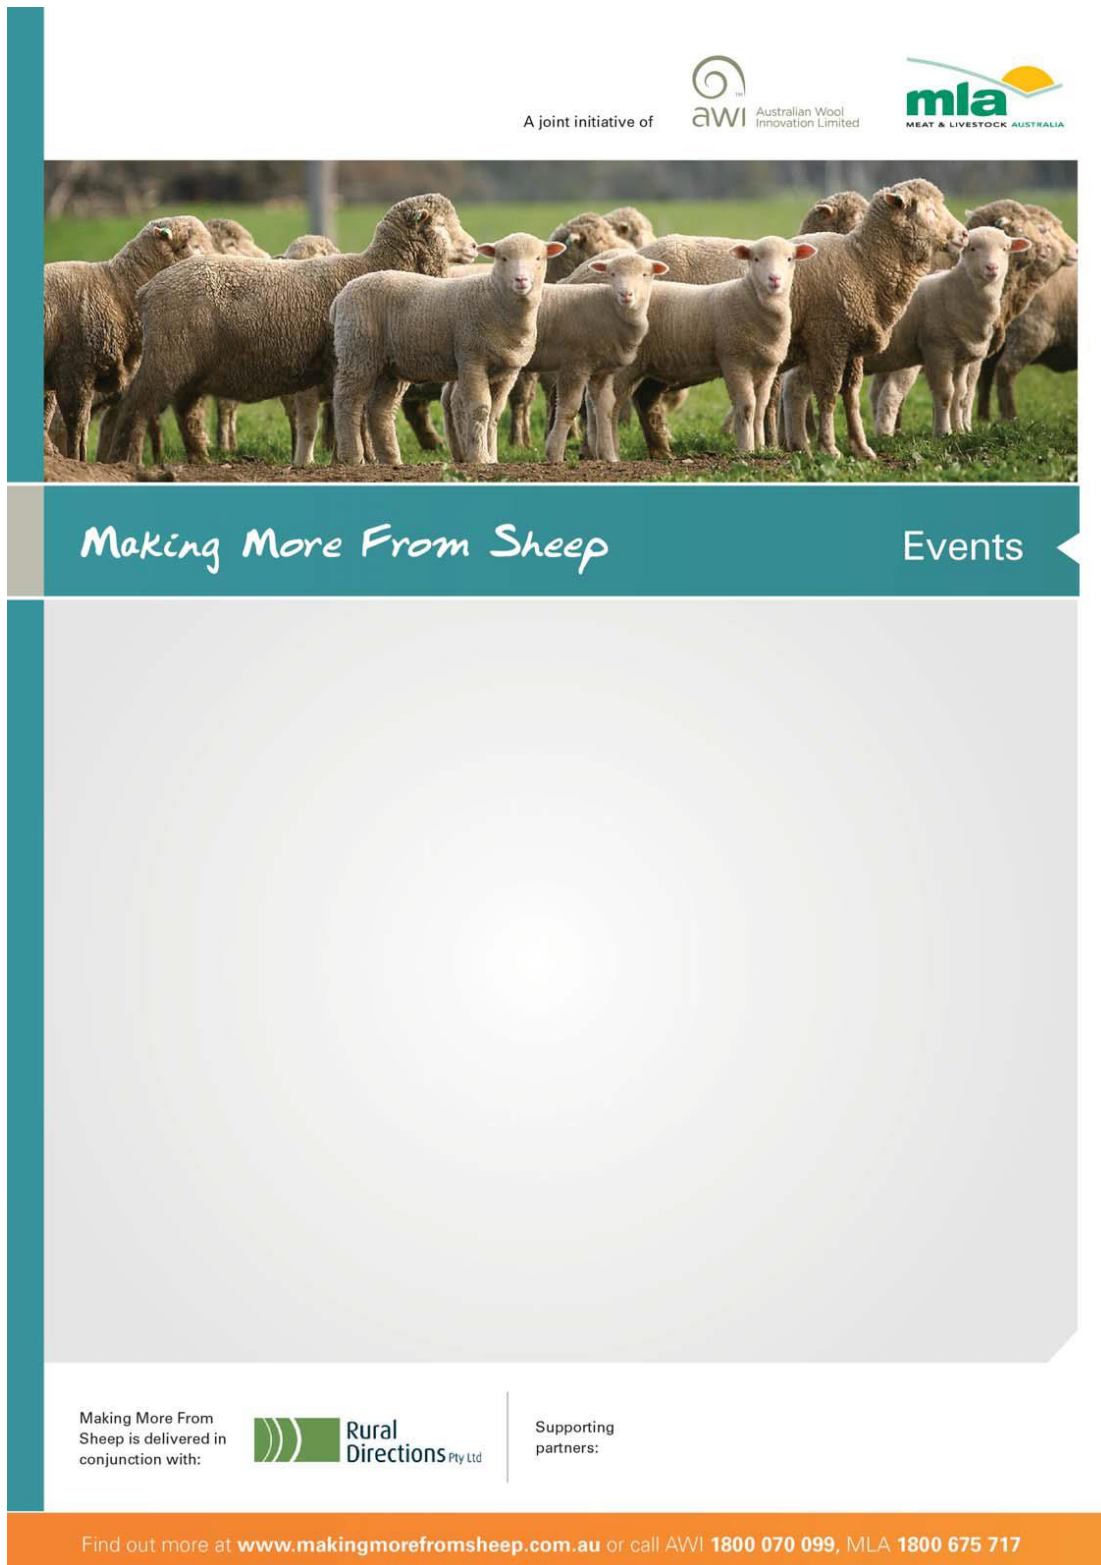 A joint initiative of
awi
TM
Australian Wool
Innovation Limited
mla
MEAT & LIVESTOCK AUSTRALIA
Making More From Sheep
Events
Making More From
Sheep is delivered in
conjunction with:
Rural
Directions Pty Ltd
Supporting
partners:
Find out more at www.makingmorefromsheep.com.au or call AWI 1800 070 099, MLA 1800 675 717